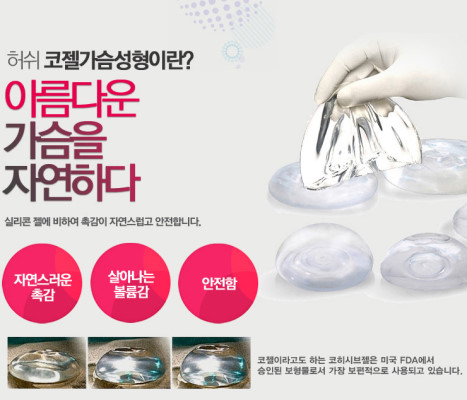 허쉬 코젤가슴성형이란?
아름다운
가슴을
자연하다
실리콘 젤에 비하여 촉감이 자연스럽고 안전합니다.
자연스러운
촉감
살아나는
볼륨감
안전함
코젤이라고도 하는 코히시브젤은 미국 FDA에서
승인된 보형물로서 가장 보편적으로 사용되고 있습니다.